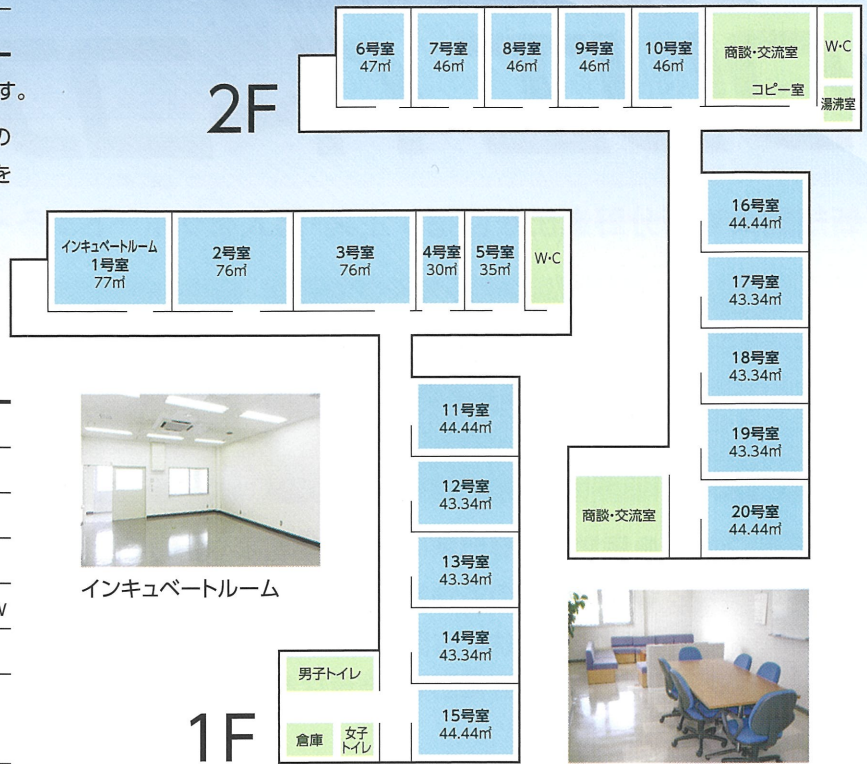 す。
の
を
W
2F
6号室
47㎡
7号室
46㎡
8号室
46㎡
9号室
46㎡
10号室
46㎡
商談・交流室
コピー室
W・C
湯沸室
16号室
44.44㎡
17号室
43.34㎡
18号室
43.34㎡
19号室
43.34㎡
20号室
44.44㎡
商談・交流室
インキュベートルーム
1号室
77㎡
2号室
76㎡
3号室
76㎡
4号室
30㎡
5号室
35㎡
W・C
11号室
44.44㎡
12号室
43.34㎡
13号室
43.34㎡
14号室
43.34㎡
15号室
44.44㎡
男子トイレ
倉庫
女子
トイレ
1F
インキュベートルーム